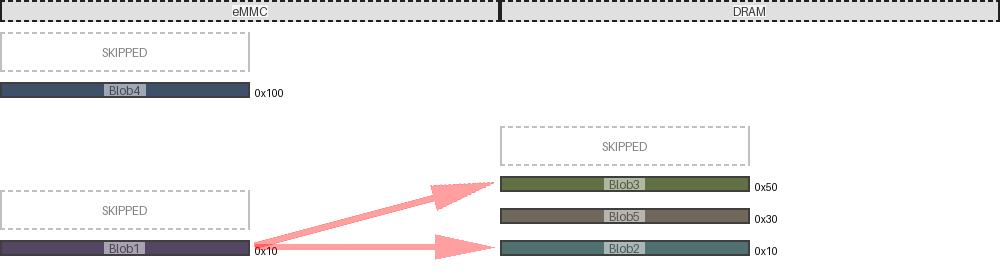 eMMC
DRAM
SKIPPED
Blob4
0x100
SKIPPED
Blob3
0x50
SKIPPED
Blob5
0x30
Blob1
0x10
Blob2
0x10